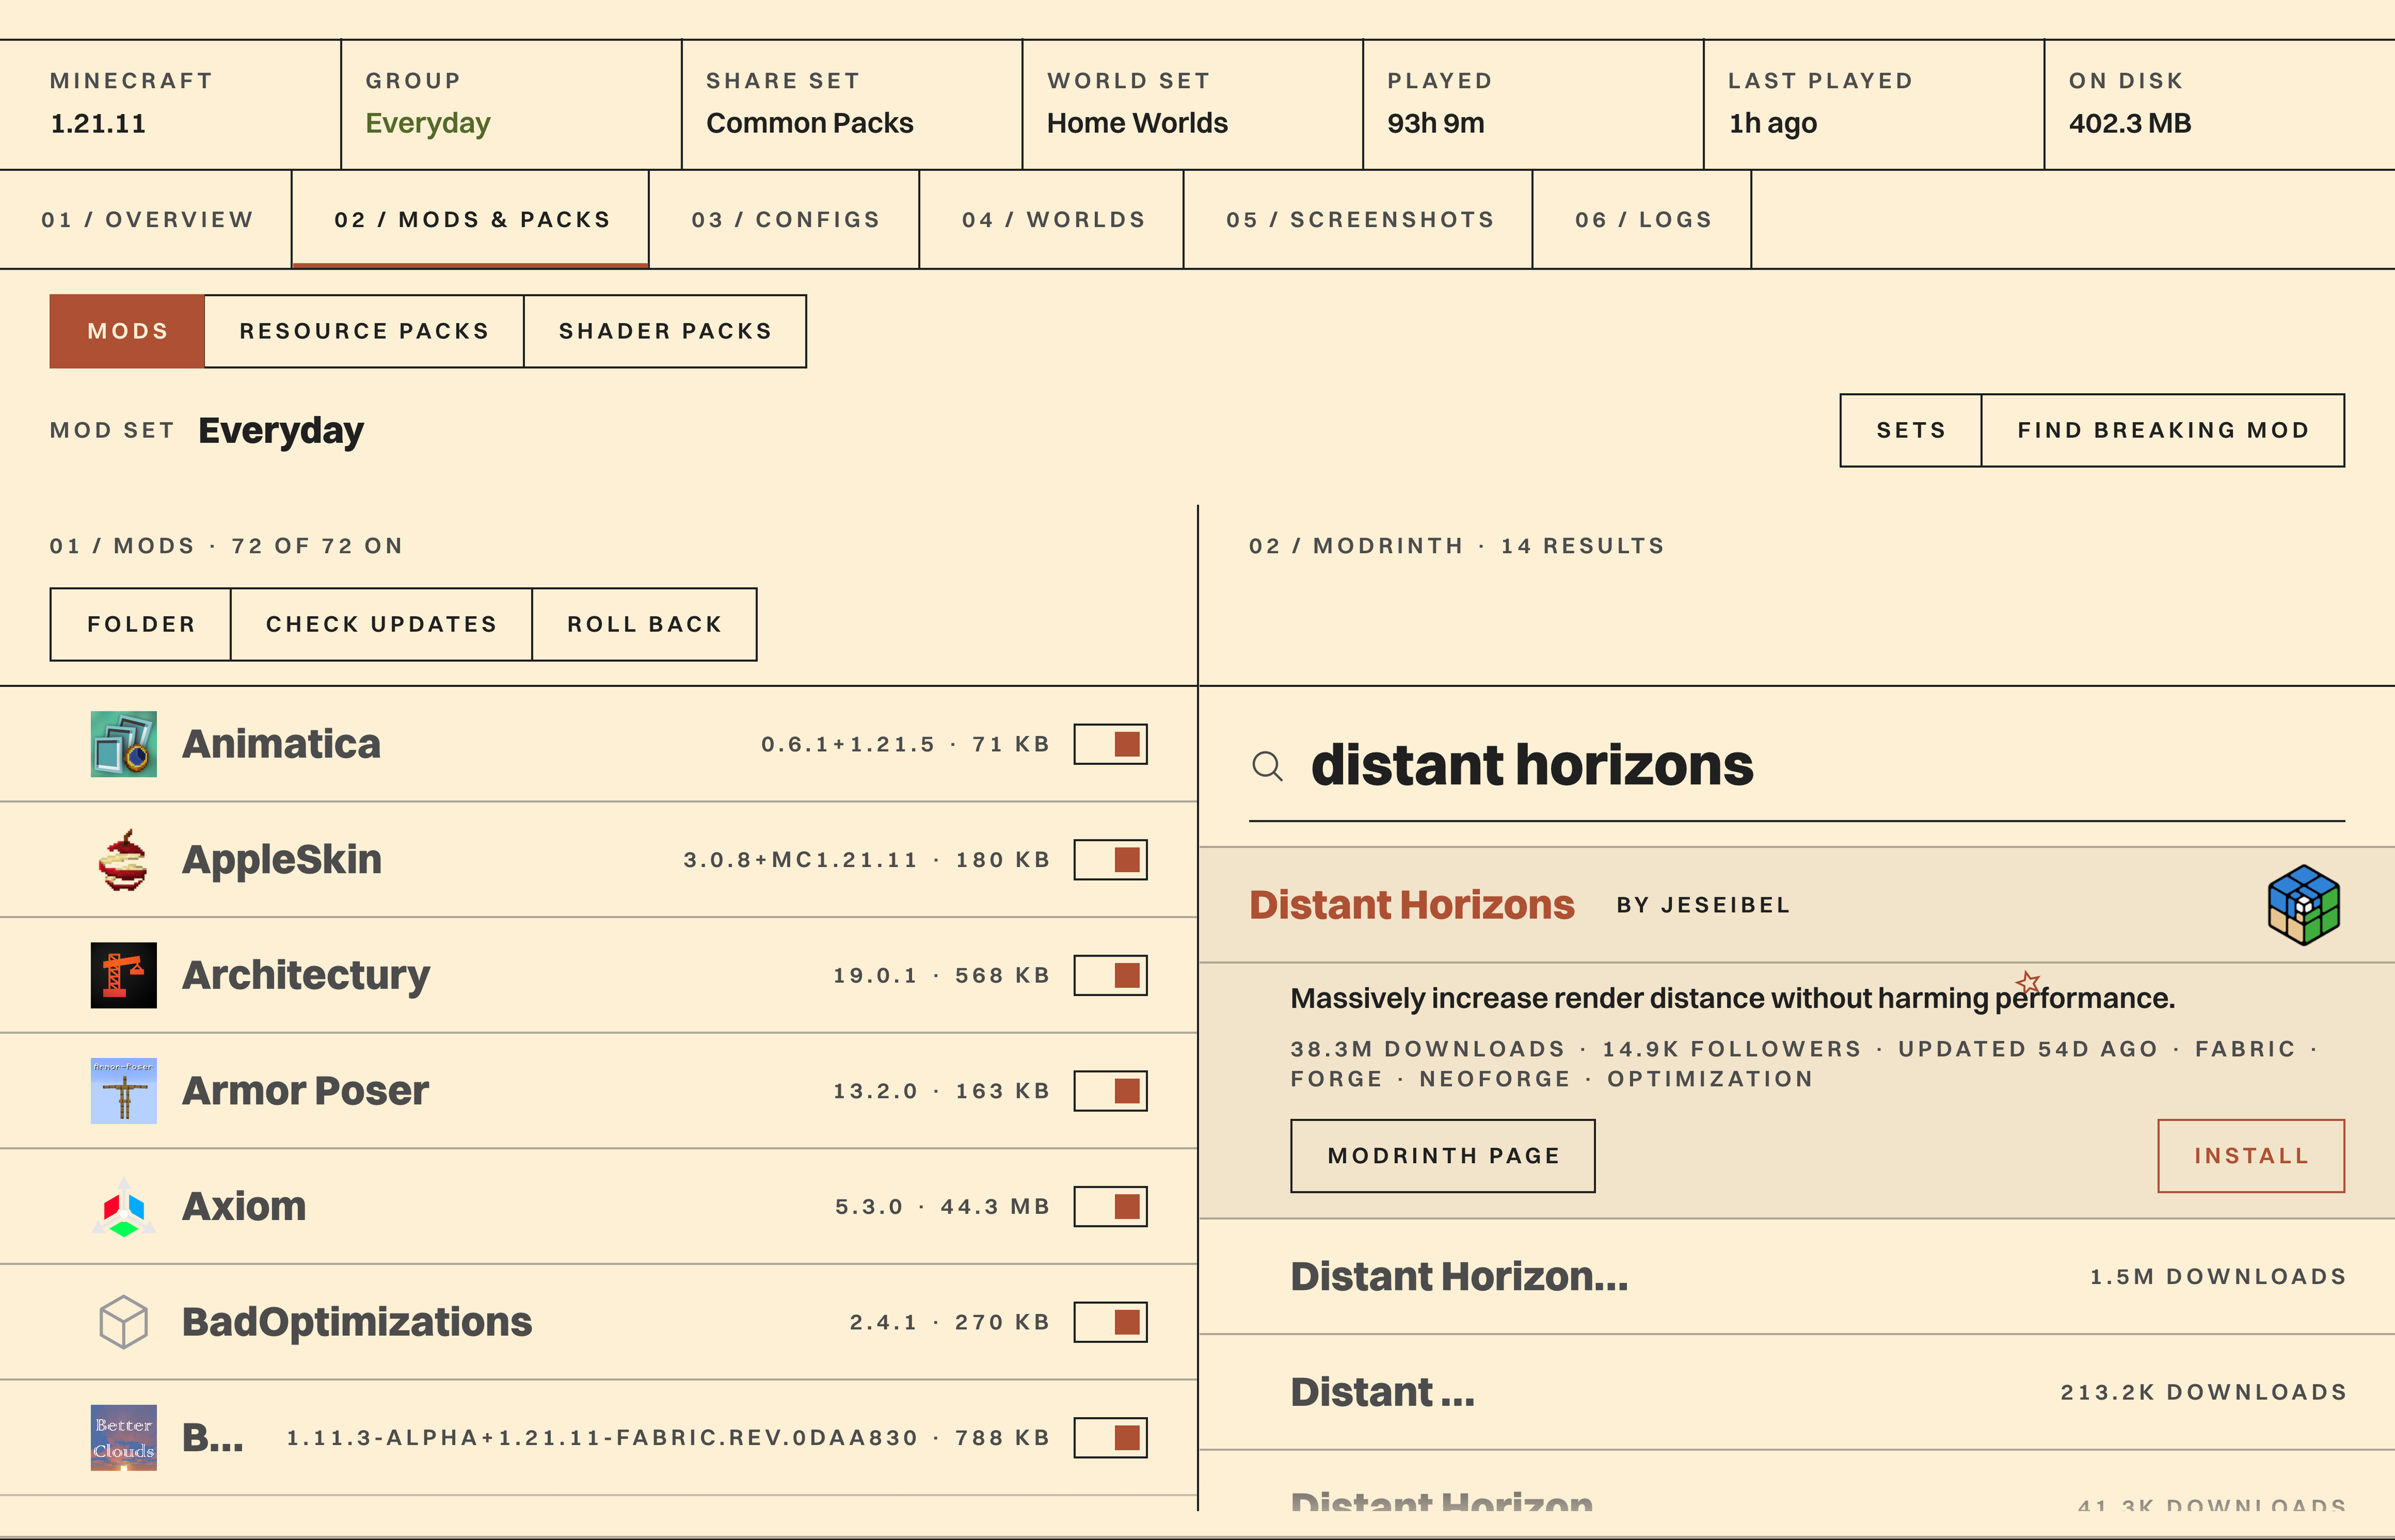 MINECRAFT
1.21.11
GROUP
Everyday
SHARE SET
Common Packs
WORLD SET
Home Worlds
PLAYED
93h 9m
LAST PLAYED
1h ago
ON DISK
402.3 MB
01 / OVERVIEW
02 / MODS & PACKS
03 / CONFIGS
04 / WORLDS
05 / SCREENSHOTS
06 / LOGS
MODS
RESOURCE PACKS
SHADER PACKS
MOD SET Everyday
SETS
FIND BREAKING MOD
01 / MODS · 72 OF 72 ON
FOLDER
CHECK UPDATES
ROLL BACK
Animatica 0.6.1+1.21.5 · 71 KB
AppleSkin 3.0.8+MC1.21.11 · 180 KB
Architectury 19.0.1 · 568 KB
Armor-Poser
Armor Poser 13.2.0 · 163 KB
Axiom 5.3.0 · 44.3 MB
BadOptimizations 2.4.1 · 270 KB
Better
Clouds
B... 1.11.3-ALPHA+1.21.11-FABRIC.REV.0DAA830 · 788 KB
02 / MODRINTH · 14 RESULTS
distant horizons
Distant Horizons BY JESEIBEL
Massively increase render distance without harming performance.
38.3M DOWNLOADS · 14.9K FOLLOWERS · UPDATED 54D AGO · FABRIC ·
FORGE · NEOFORGE · OPTIMIZATION
MODRINTH PAGE
INSTALL
Distant Horizon... 1.5M DOWNLOADS
Distant ... 213.2K DOWNLOADS
Distant Horizon 41.3K DOWNLOADS